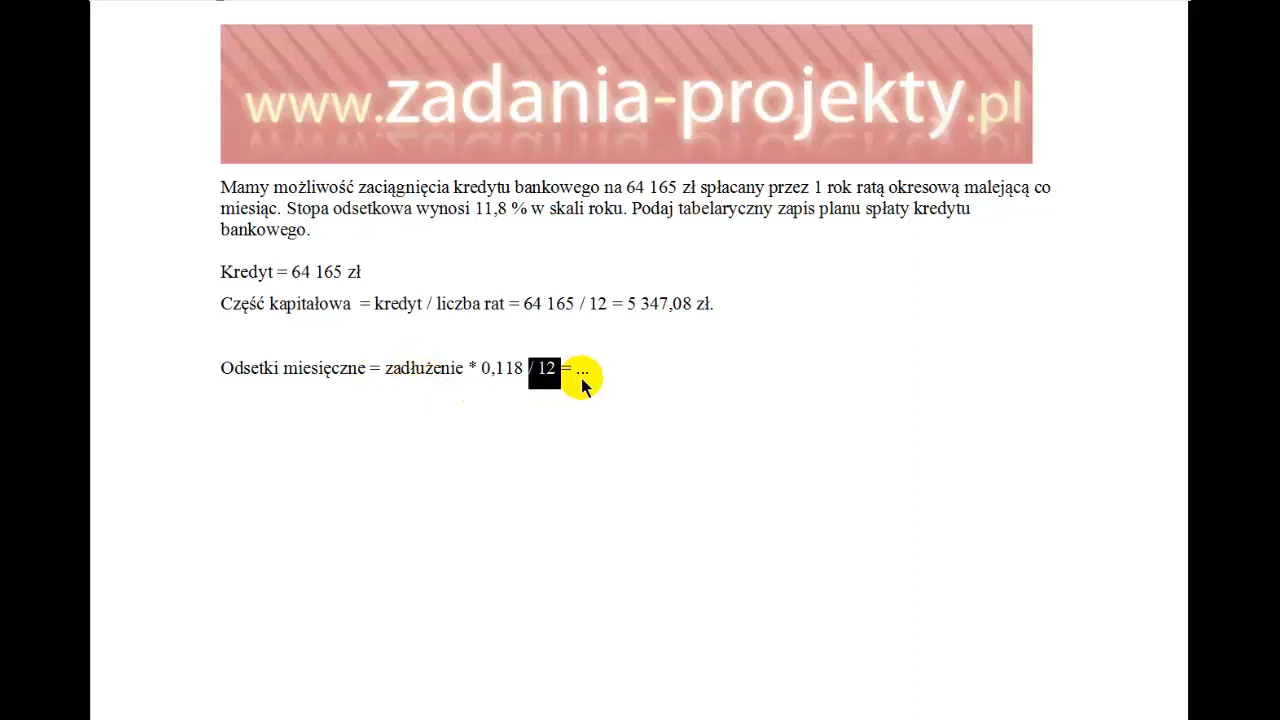 www.zadania-projekty.pl
Mamy możliwość zaciągnięcia kredytu bankowego na 64 165 zł spłacany przez 1 rok ratą okresową malejącą co
miesiąc. Stopa odsetkowa wynosi 11,8 % w skali roku. Podaj tabelaryczny zapis planu spłaty kredytu
bankowego.
Kredyt = 64 165 zł
Część kapitałowa = kredyt / liczba rat = 64 165 / 12 = 5 347,08 zł.
Odsetki miesięczne = zadłużenie * 0,118 / 12 = ...